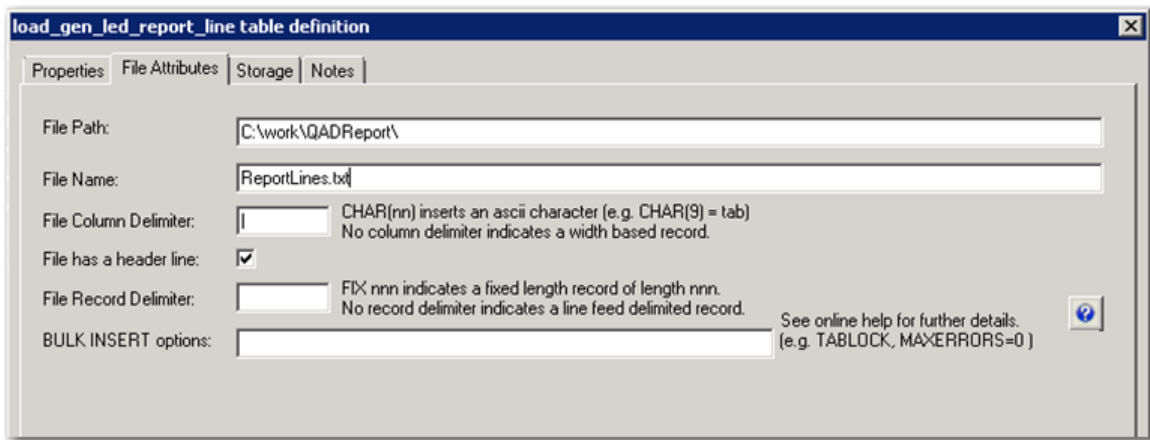 load_gen_led_report_line table definition
Properties File Attributes Storage Notes
File Path: C:\work\QADReport\
File Name: ReportLines.txt
File Column Delimiter: | CHAR(nn) inserts an ascii character (e.g. CHAR(9) = tab)
No column delimiter indicates a width based record.
File has a header line:
File Record Delimiter: FIX nnn indicates a fixed length record of length nnn.
No record delimiter indicates a line feed delimited record.
BULK INSERT options: See online help for further details.
(e.g. TABLOCK, MAXERRORS=0 )